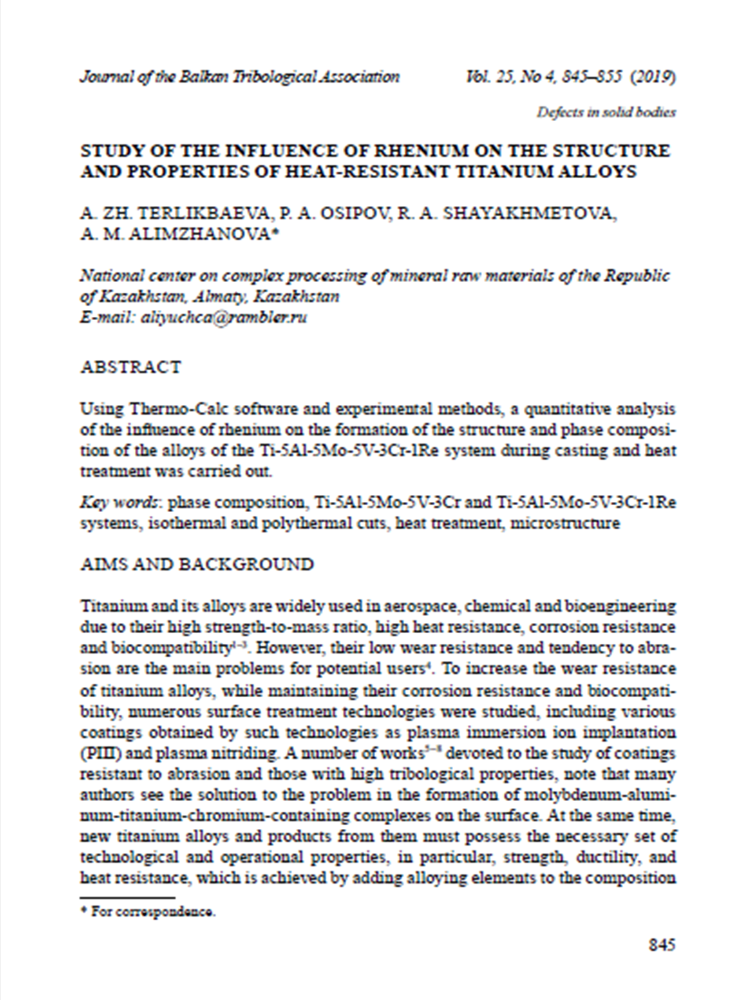 Journal of the Balkan Tribological Association Vol. 25, No 4, 845–855 (2019)
Defects in solid bodies
STUDY OF THE INFLUENCE OF RHENIUM ON THE STRUCTURE
AND PROPERTIES OF HEAT-RESISTANT TITANIUM ALLOYS
A. ZH. TERLIKBAEVA, P. A. OSIPOV, R. A. SHAYAKHMETOVA,
A. M. ALIMZHANOVA*
National center on complex processing of mineral raw materials of the Republic
of Kazakhstan, Almaty, Kazakhstan
E-mail: aliyuchca@rambler.ru
ABSTRACT
Using Thermo-Calc software and experimental methods, a quantitative analysis
of the influence of rhenium on the formation of the structure and phase composi-
tion of the alloys of the Ti-5Al-5Mo-5V-3Cr-1Re system during casting and heat
treatment was carried out.
Key words: phase composition, Ti-5Al-5Mo-5V-3Cr and Ti-5Al-5Mo-5V-3Cr-1Re
systems, isothermal and polythermal cuts, heat treatment, microstructure
AIMS AND BACKGROUND
Titanium and its alloys are widely used in aerospace, chemical and bioengineering
due to their high strength-to-mass ratio, high heat resistance, corrosion resistance
and biocompatibility¹⁻³. However, their low wear resistance and tendency to abra-
sion are the main problems for potential users⁴. To increase the wear resistance
of titanium alloys, while maintaining their corrosion resistance and biocompati-
bility, numerous surface treatment technologies were studied, including various
coatings obtained by such technologies as plasma immersion ion implantation
(PIII) and plasma nitriding. A number of works⁵⁻⁸ devoted to the study of coatings
resistant to abrasion and those with high tribological properties, note that many
authors see the solution to the problem in the formation of molybdenum-alumi-
num-titanium-chromium-containing complexes on the surface. At the same time,
new titanium alloys and products from them must possess the necessary set of
technological and operational properties, in particular, strength, ductility, and
heat resistance, which is achieved by adding alloying elements to the composition
* For correspondence.
845